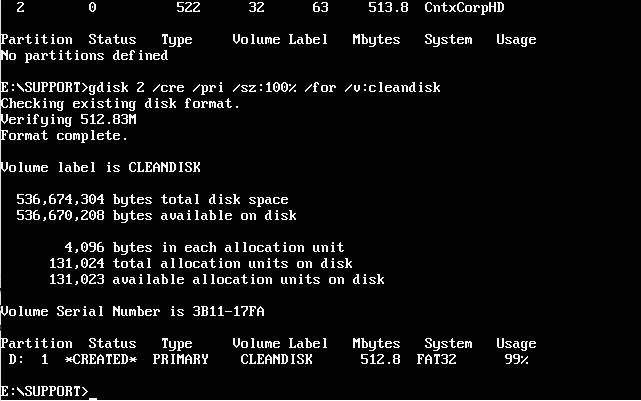 2 0 522 32 63 513.8 CntxCorpHD
Partition Status Type Volume Label Mbytes System Usage
No partitions defined
E:\SUPPORT>gdisk 2 /cre /pri /sz:100% /for /v:cleandisk
Checking existing disk format.
Verifying 512.83M
Format complete.
Volume label is CLEANDISK
536,674,304 bytes total disk space
536,670,208 bytes available on disk
4,096 bytes in each allocation unit
131,024 total allocation units on disk
131,023 available allocation units on disk
Volume Serial Number is 3B11-17FA
Partition Status Type Volume Label Mbytes System Usage
D: 1 *CREATED* PRIMARY CLEANDISK 512.8 FAT32 99%
E:\SUPPORT>_